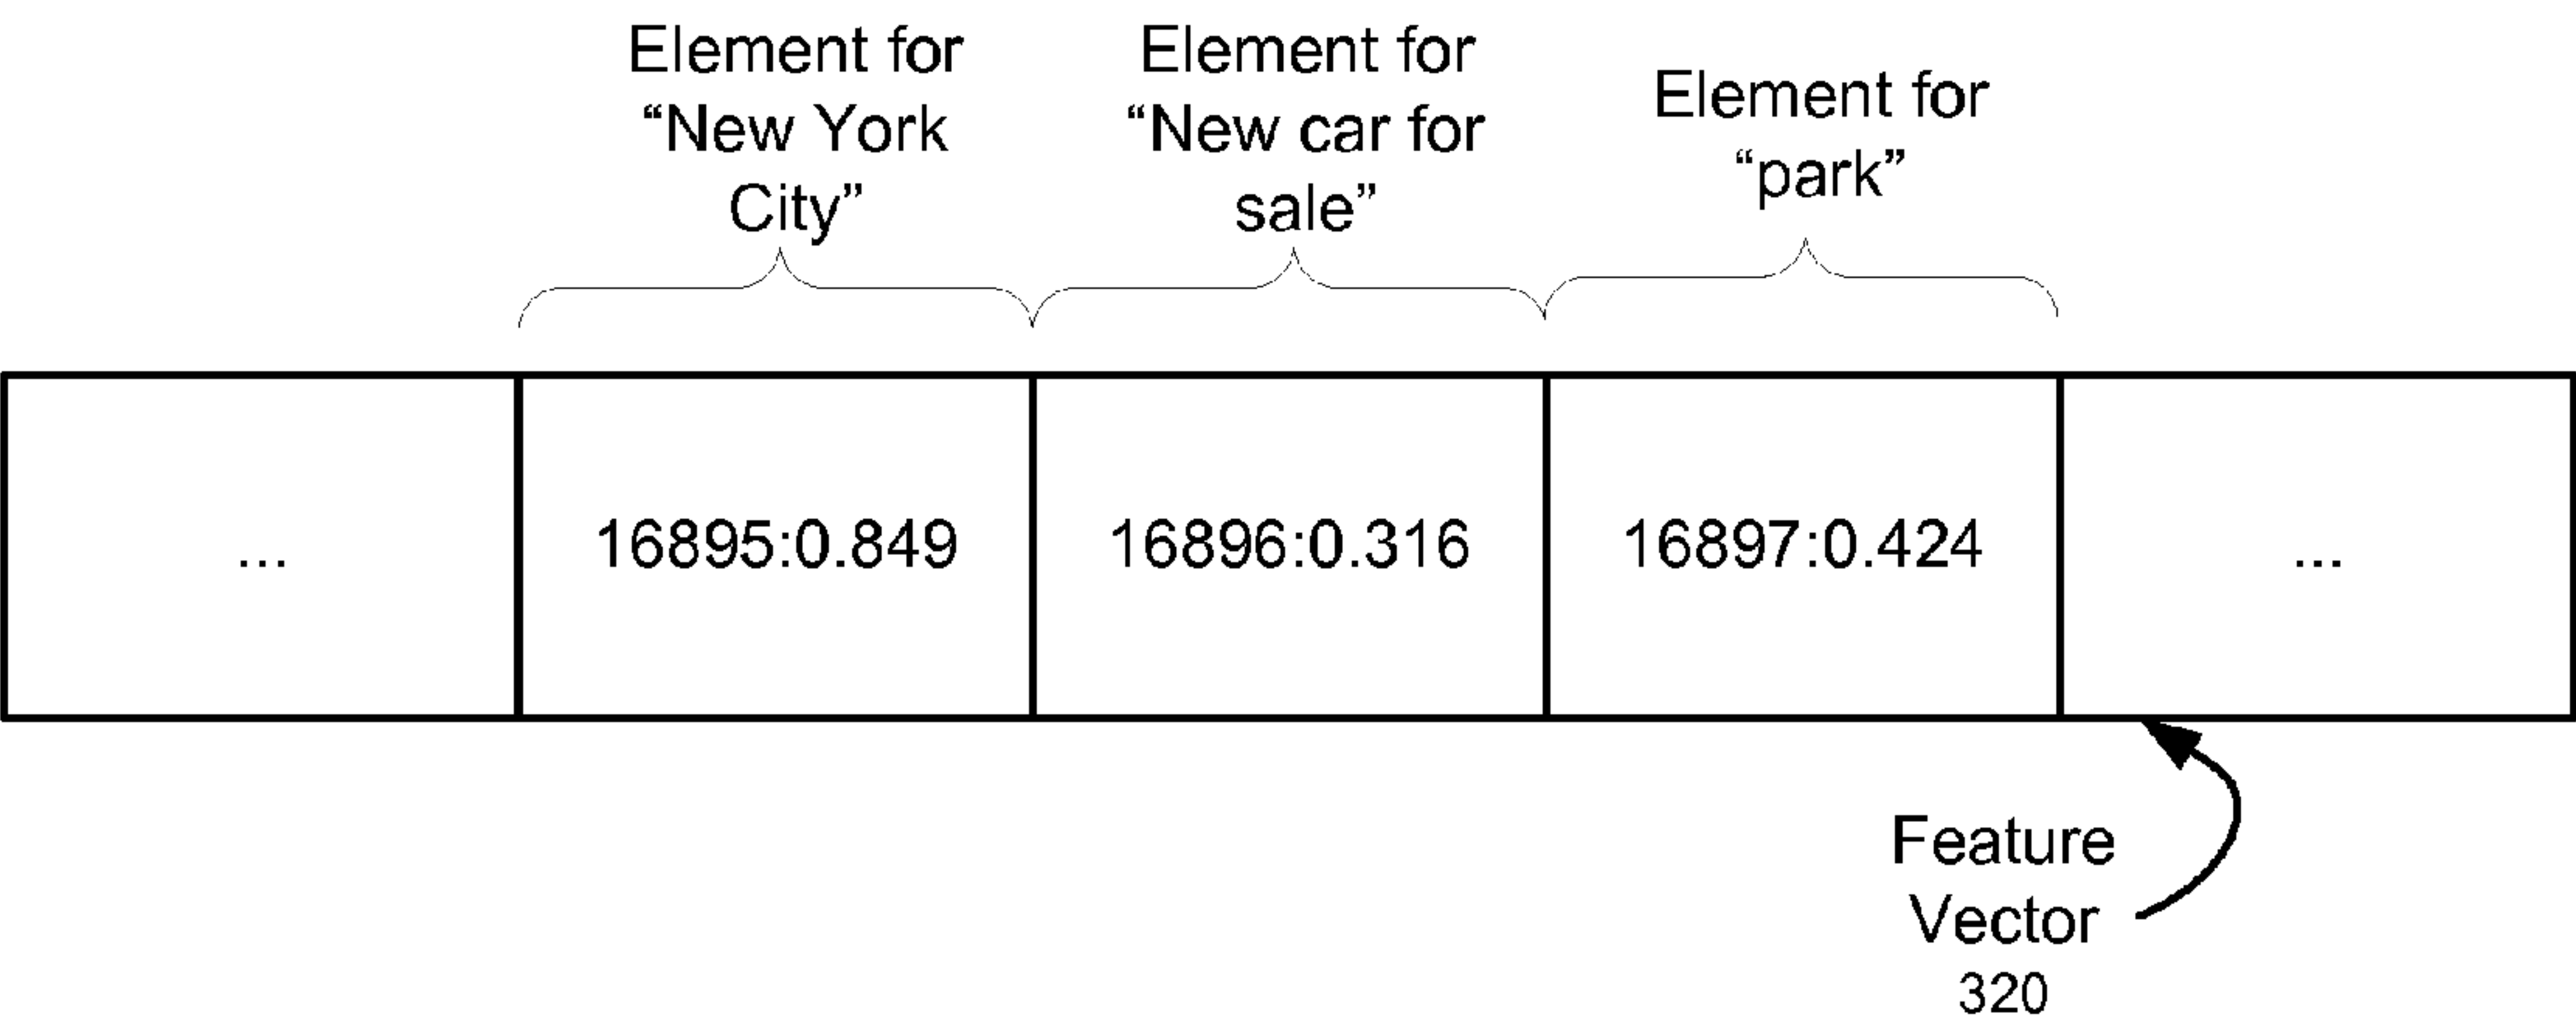 Element for
“New York
City”
Element for
“New car for
sale”
Element for
“park”
...
16895:0.849
16896:0.316
16897:0.424
...
Feature
Vector
320